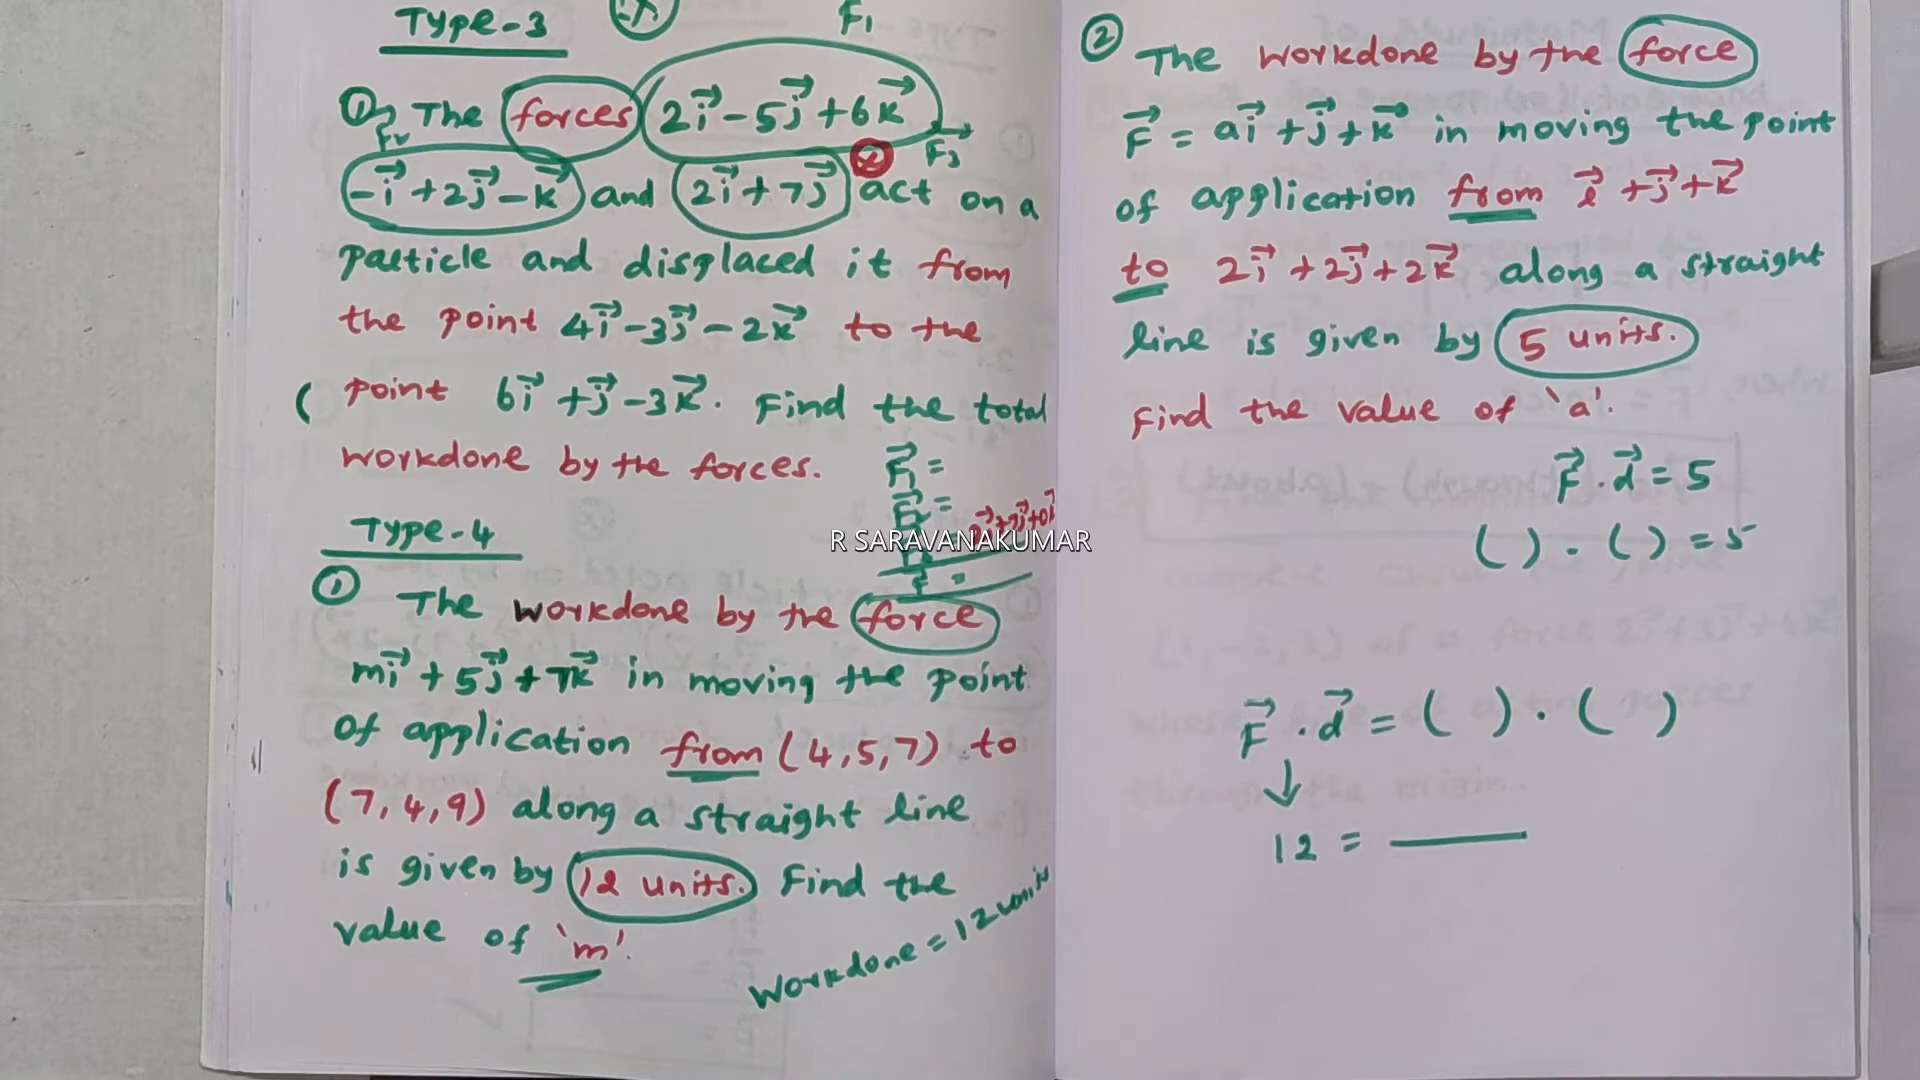 Type-3
F₁
① The forces 2i⃗ - 5j⃗ + 6k⃗
F₃
-i⃗ + 2j⃗ - k⃗ and 2i⃗ + 7j⃗ act on a
particle and displaced it from
the point 4i⃗ - 3j⃗ - 2k⃗ to the
point 6i⃗ + j⃗ - 3k⃗. Find the total
workdone by the forces.
F⃗₁ =
2i⃗+7j⃗+0k⃗
R SARAVANAKUMAR
Type-4
① The workdone by the force
mi⃗ + 5j⃗ + 7k⃗ in moving the point
of application from (4,5,7) to
(7,4,9) along a straight line
is given by 12 units. Find the
value of 'm'.
workdone = 12 units
② The workdone by the force
F⃗ = ai⃗ + j⃗ + k⃗ in moving the point
of application from i⃗ + j⃗ + k⃗
to 2i⃗ + 2j⃗ + 2k⃗ along a straight
line is given by 5 units.
Find the value of 'a'.
F⃗ . d⃗ = 5
( ) . ( ) = 5
F⃗ . d⃗ = ( ) . ( )
↓
12 =